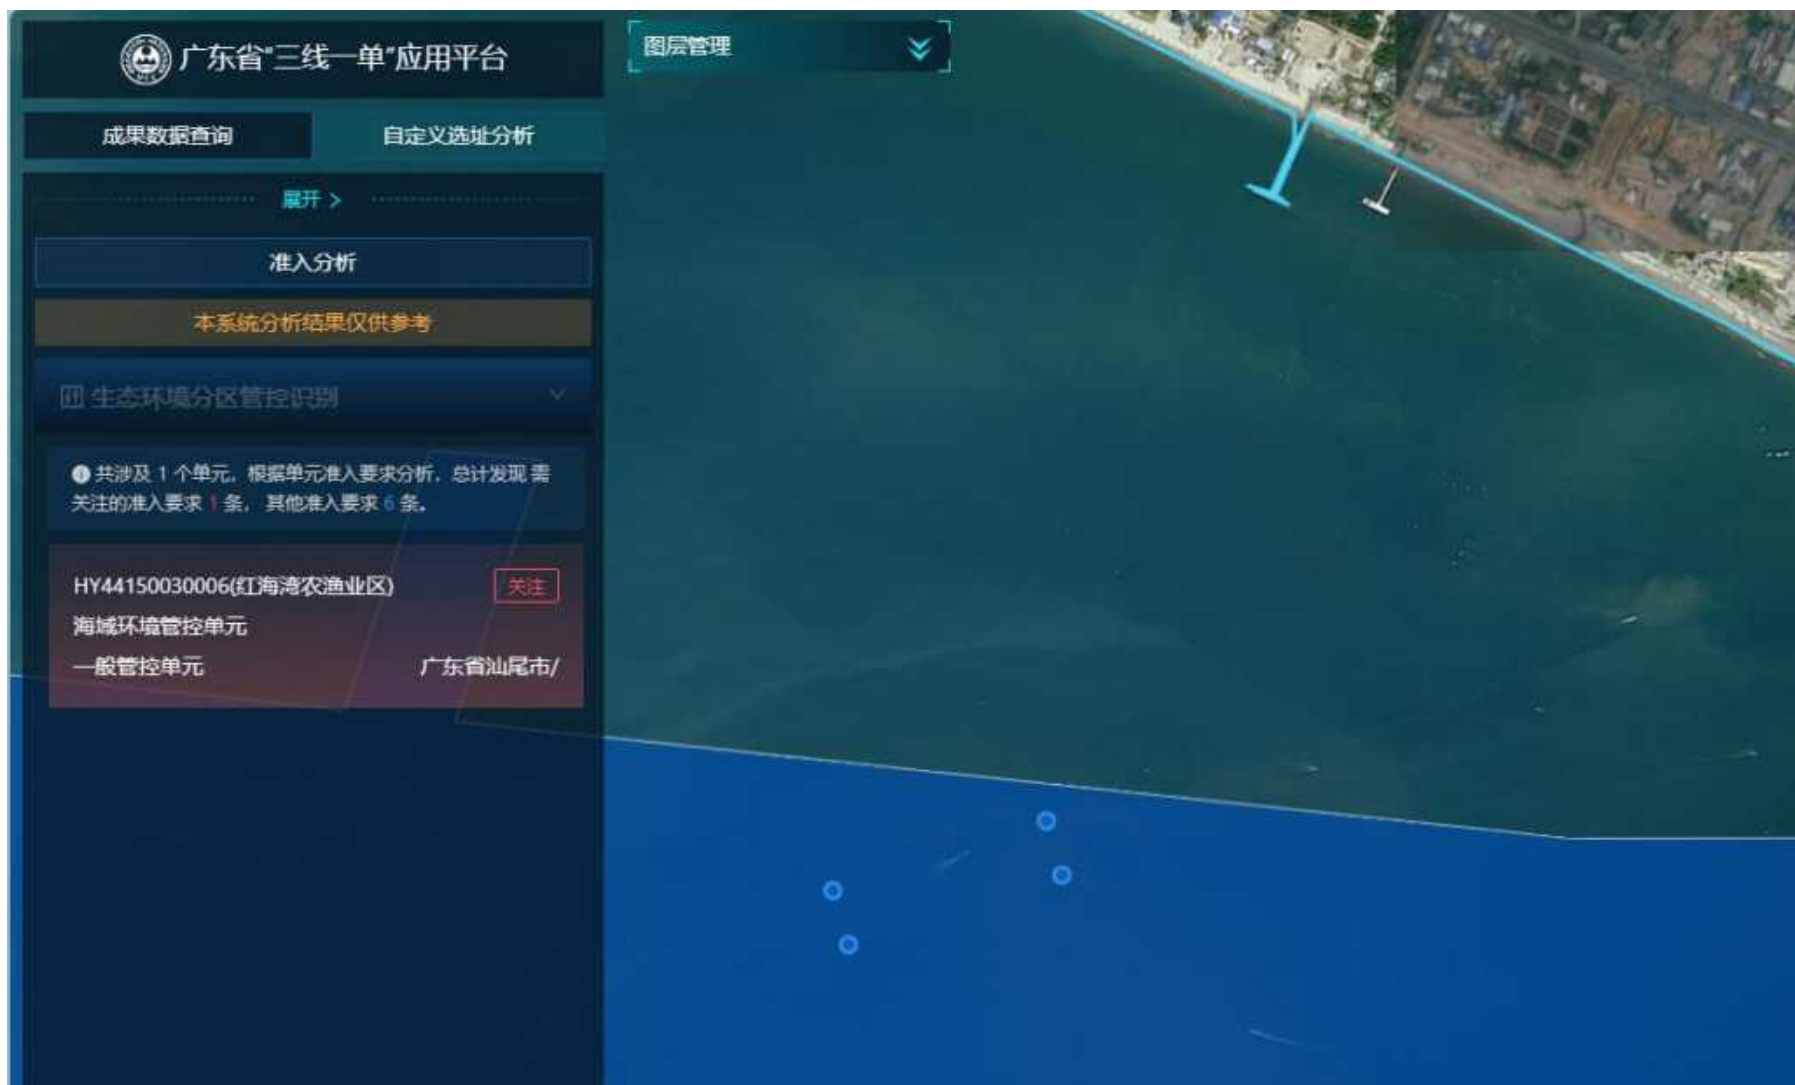 广东省"三线一单"应用平台
图层管理
成果数据查询
自定义选址分析
展开 >
准入分析
本系统分析结果仅供参考
生态环境分区管控识别
共涉及 1 个单元，根据单元准入要求分析，总计发现 需
关注的准入要求 1 条， 其他准入要求 6 条。
HY44150030006(红海湾农渔业区)
关注
海域环境管控单元
一般管控单元
广东省汕尾市/